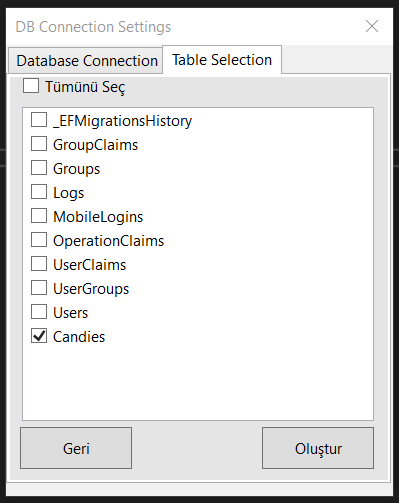 DB Connection Settings
Database Connection Table Selection
Tümünü Seç
_EFMigrationsHistory
GroupClaims
Groups
Logs
MobileLogins
OperationClaims
UserClaims
UserGroups
Users
Candies
Geri Oluştur